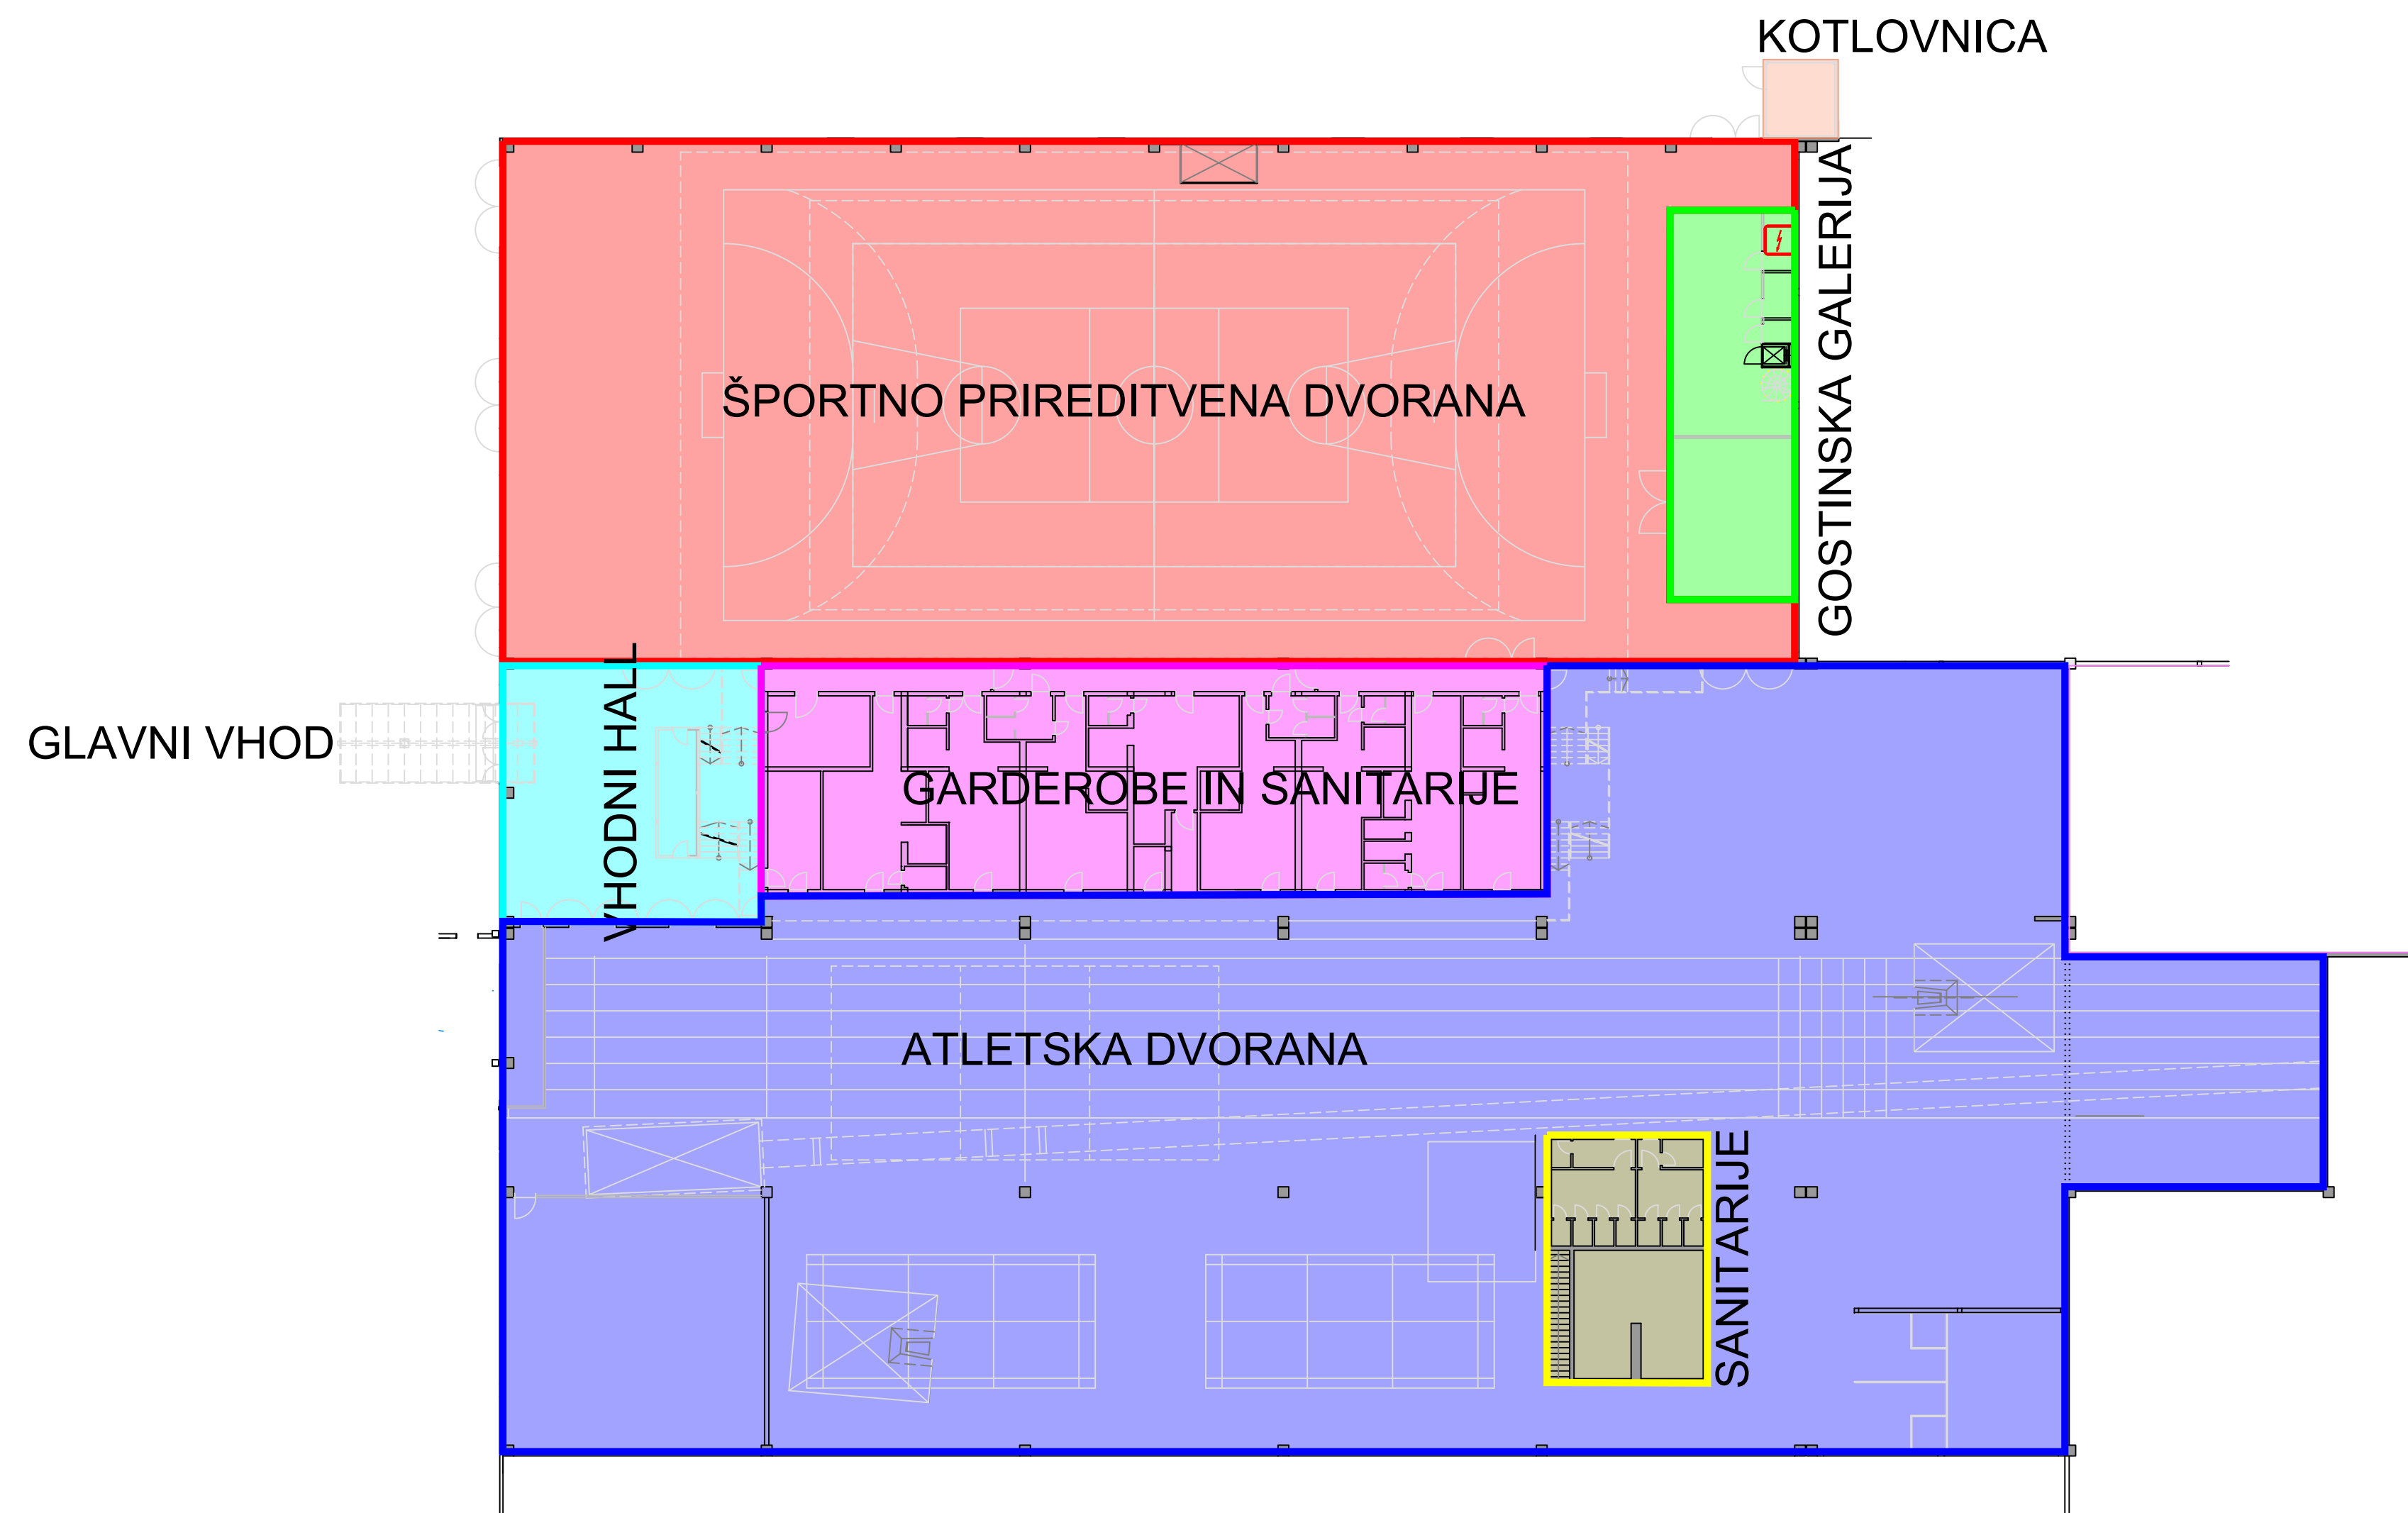 KOTLOVNICA
GOSTINSKA GALERIJA
ŠPORTNO PRIREDITVENA DVORANA
GLAVNI VHOD
VHODNI HALL
GARDEROBE IN SANITARIJE
ATLETSKA DVORANA
SANITARIJE